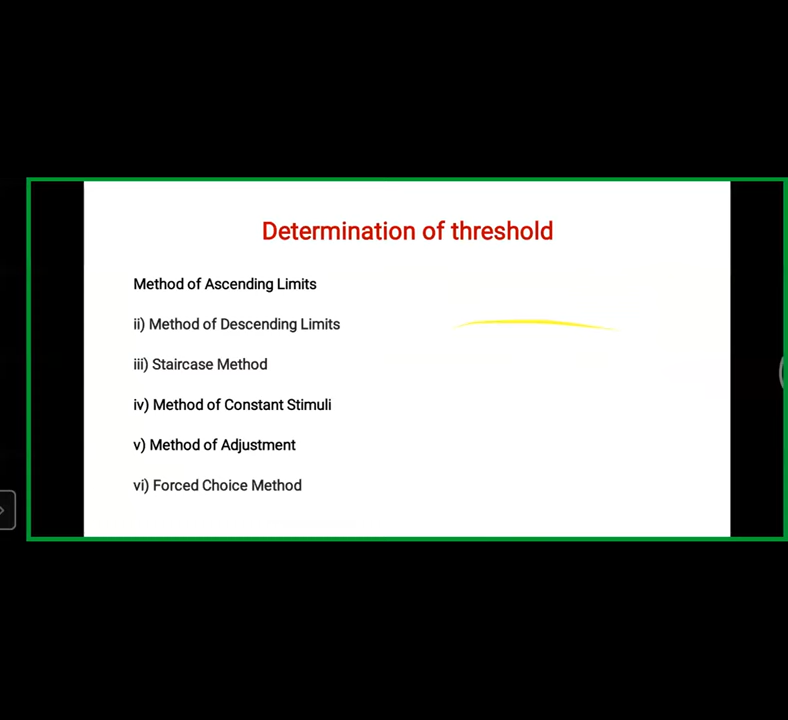 Determination of threshold
Method of Ascending Limits
ii) Method of Descending Limits
iii) Staircase Method
iv) Method of Constant Stimuli
v) Method of Adjustment
vi) Forced Choice Method